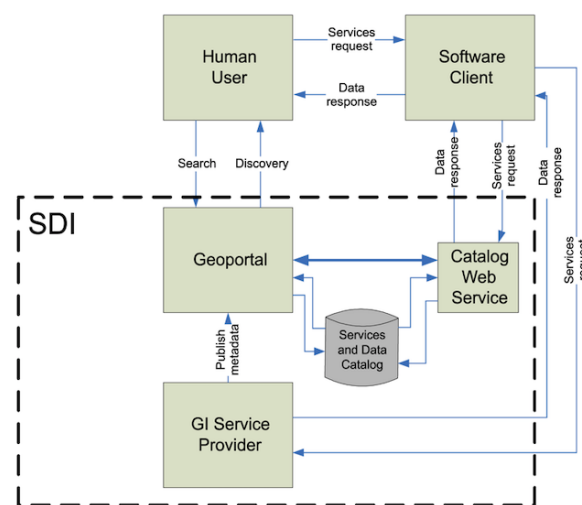 Human
User
Services
request
Software
Client
Data
response
Search
Discovery
Data
response
Services
request
Data
response
Services
request
SDI
Geoportal
Catalog
Web
Service
Services
and Data
Catalog
Publish
metadata
GI Service
Provider